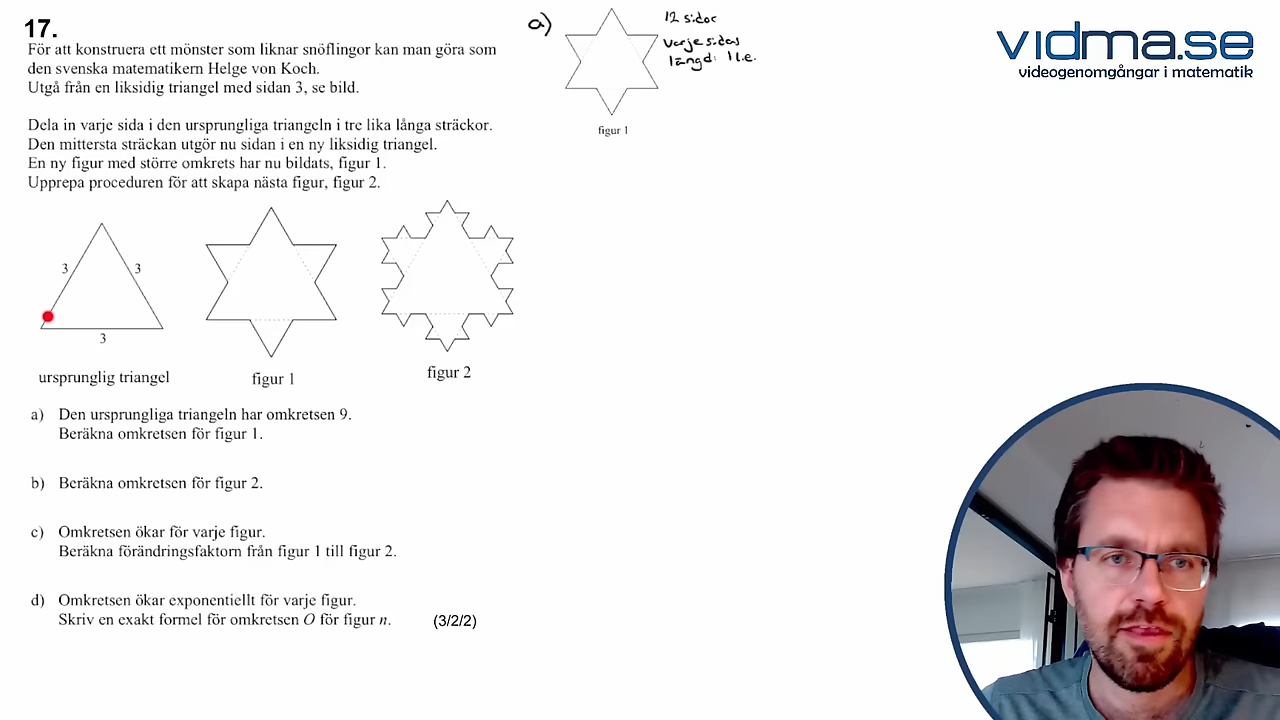 17.
För att konstruera ett mönster som liknar snöflingor kan man göra som
den svenska matematikern Helge von Koch.
Utgå från en liksidig triangel med sidan 3, se bild.
Dela in varje sida i den ursprungliga triangeln i tre lika långa sträckor.
Den mittersta sträckan utgör nu sidan i en ny liksidig triangel.
En ny figur med större omkrets har nu bildats, figur 1.
Upprepa proceduren för att skapa nästa figur, figur 2.
3
3
3
ursprunglig triangel
figur 1
figur 2
a) Den ursprungliga triangeln har omkretsen 9.
Beräkna omkretsen för figur 1.
b) Beräkna omkretsen för figur 2.
c) Omkretsen ökar för varje figur.
Beräkna förändringsfaktorn från figur 1 till figur 2.
d) Omkretsen ökar exponentiellt för varje figur.
Skriv en exakt formel för omkretsen O för figur n. (3/2/2)
a)
12 sidor
Varje sidas
längd: 1 l.e.
figur 1
vidma.se
videogenomgångar i matematik